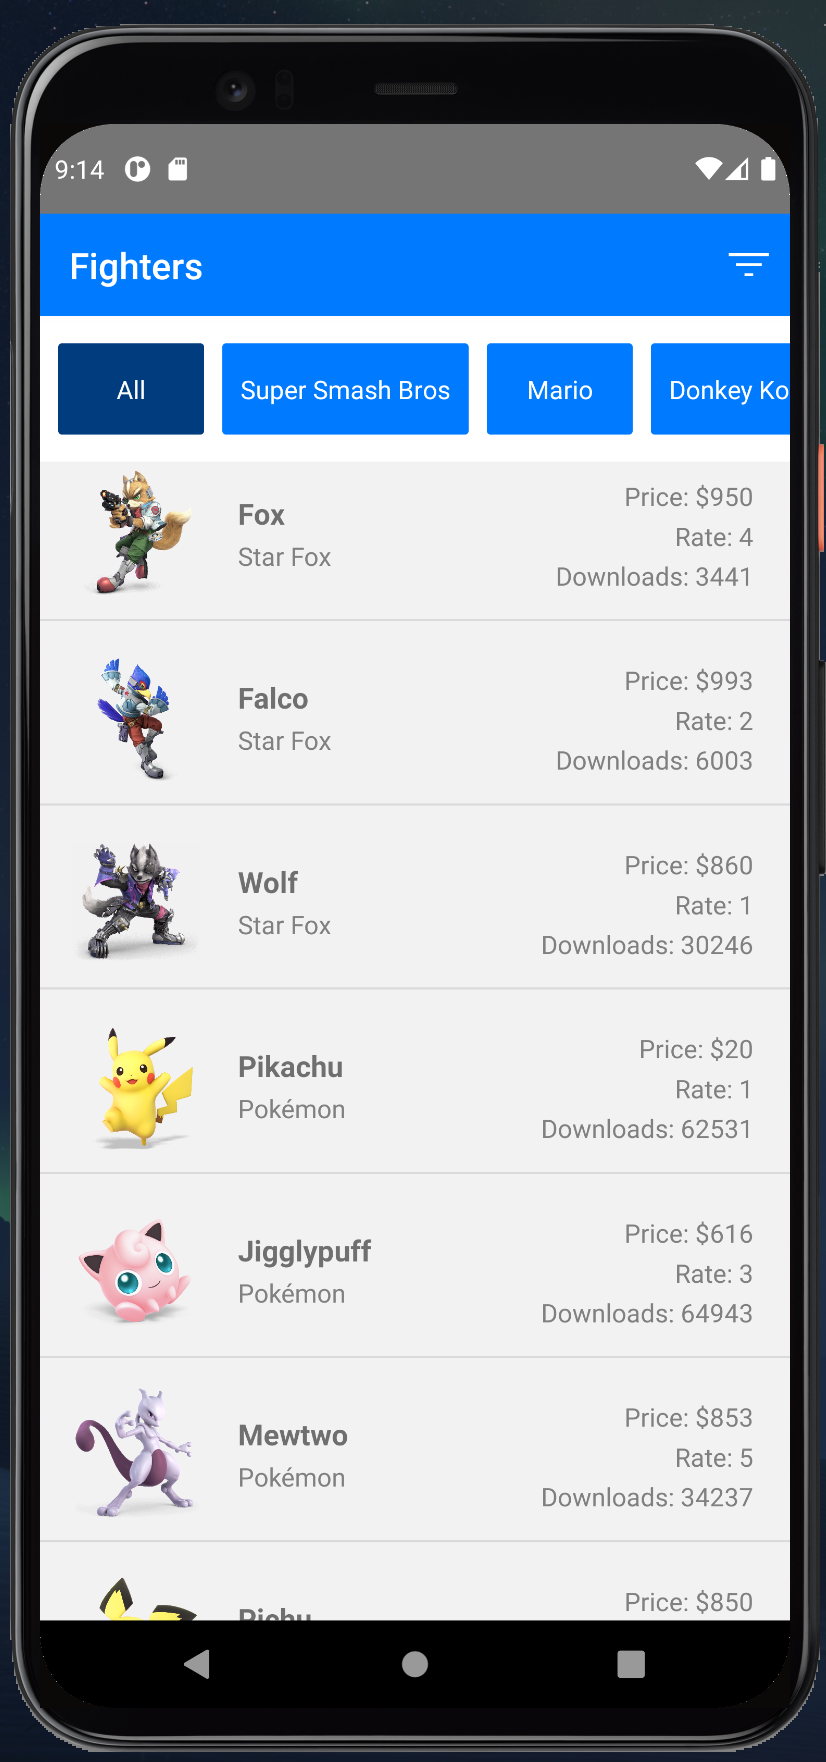 9:14
Fighters
All
Super Smash Bros
Mario
Donkey Ko
Fox
Star Fox
Price: $950
Rate: 4
Downloads: 3441
Falco
Star Fox
Price: $993
Rate: 2
Downloads: 6003
Wolf
Star Fox
Price: $860
Rate: 1
Downloads: 30246
Pikachu
Pokémon
Price: $20
Rate: 1
Downloads: 62531
Jigglypuff
Pokémon
Price: $616
Rate: 3
Downloads: 64943
Mewtwo
Pokémon
Price: $853
Rate: 5
Downloads: 34237
Pichu
Price: $850